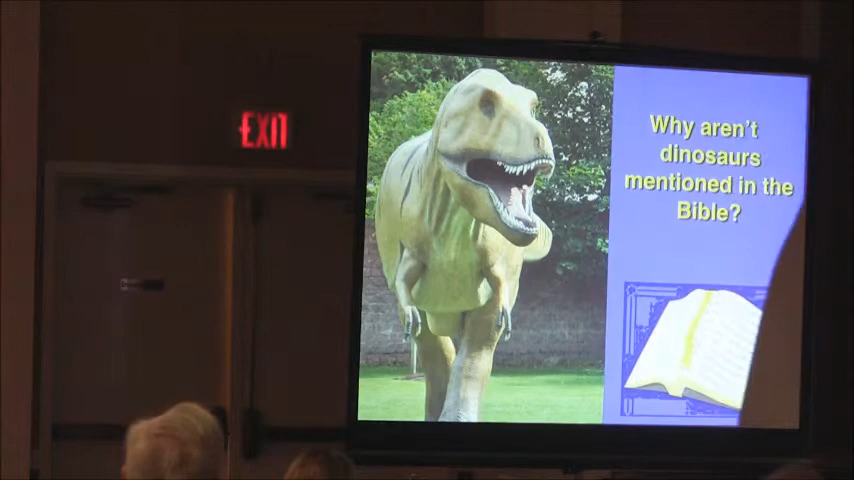 EXIT
Why aren't
dinosaurs
mentioned in the
Bible?